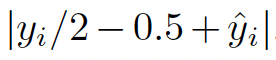 |y_i/2 − 0.5 + ŷ_i|